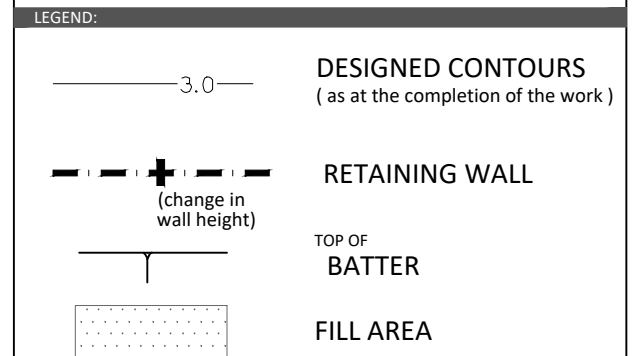 LEGEND:
3.0
DESIGNED CONTOURS
( as at the completion of the work )
RETAINING WALL
(change in
wall height)
TOP OF
BATTER
FILL AREA